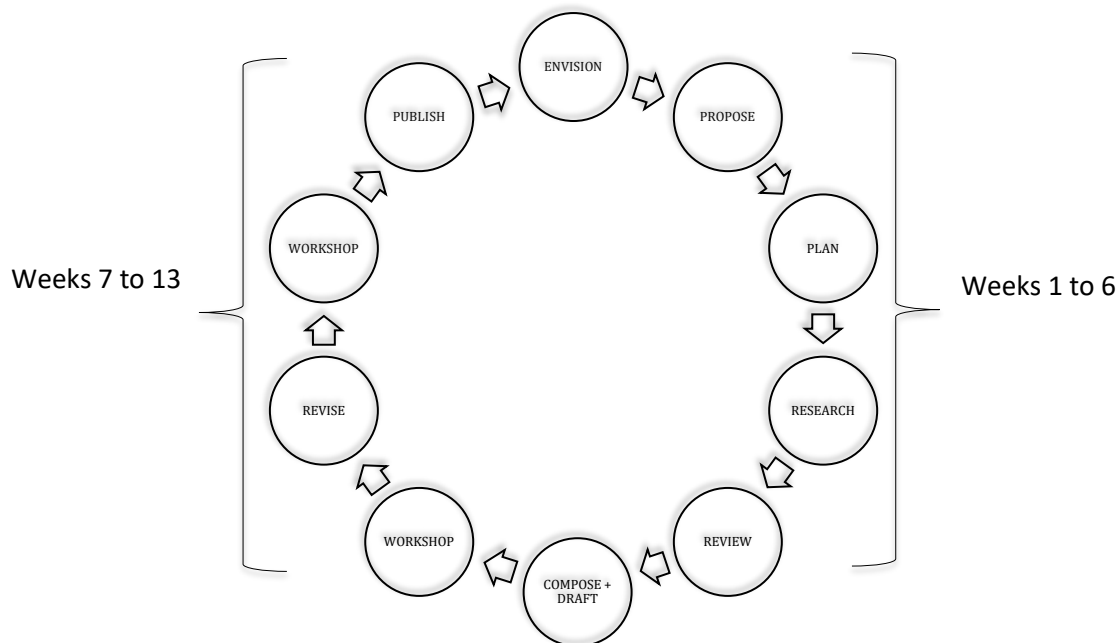 ENVISION
PROPOSE
PLAN
RESEARCH
REVIEW
COMPOSE +
DRAFT
WORKSHOP
REVISE
WORKSHOP
PUBLISH
Weeks 7 to 13
Weeks 1 to 6